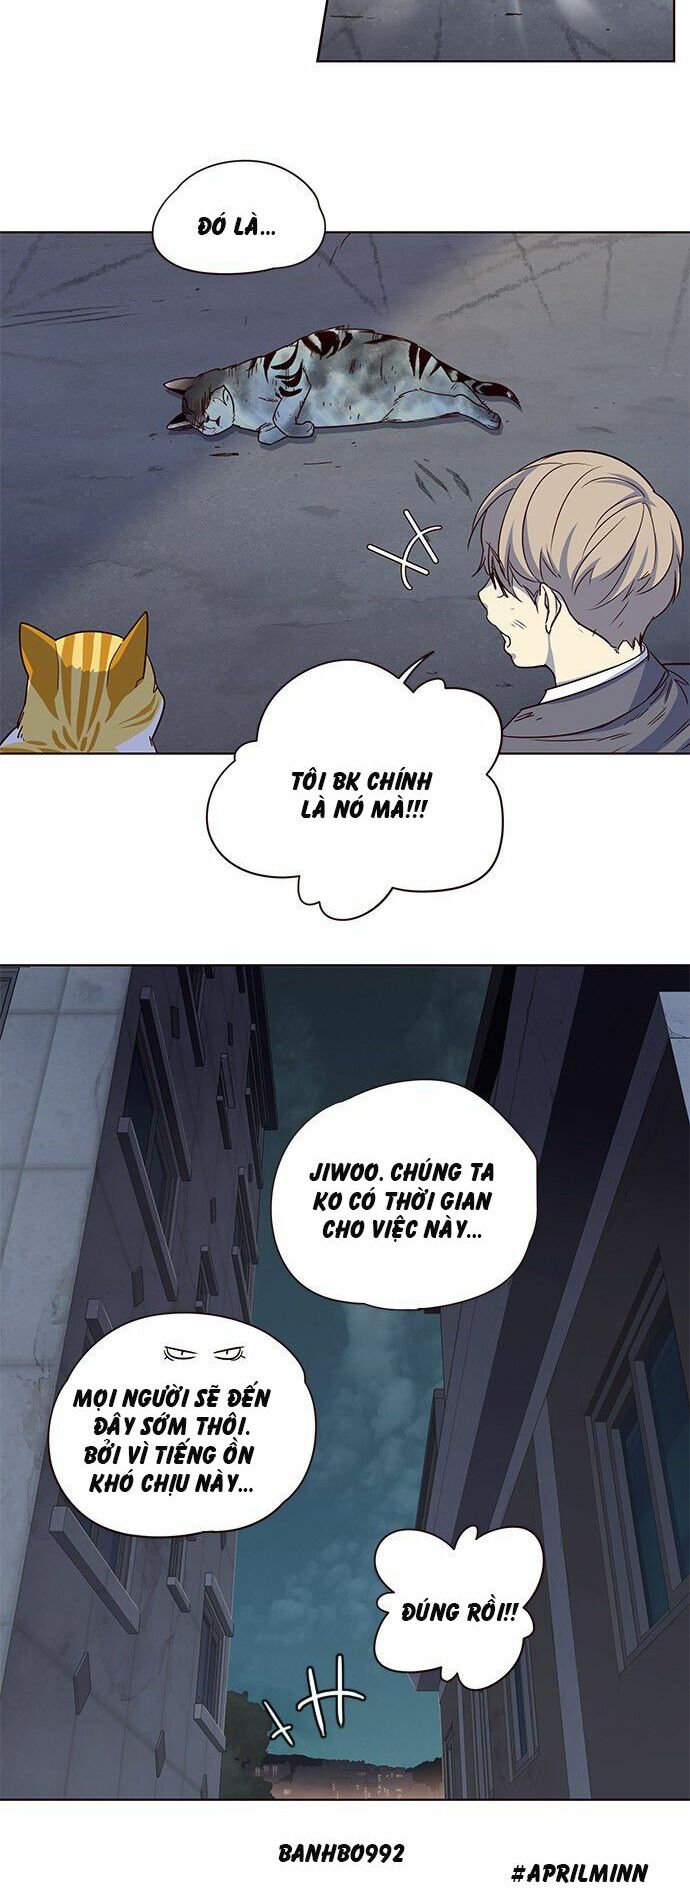 ĐÓ LÀ...
TÔI BK CHÍNH
LÀ NÓ MÀ!!!
JIWOO. CHÚNG TA
KO CÓ THỜI GIAN
CHO VIỆC NÀY...
MỌI NGƯỜI SẼ ĐẾN
ĐÂY SỚM THÔI.
BỞI VÌ TIẾNG ỒN
KHÓ CHỊU NÀY...
ĐÚNG RỒI!!
BANHBO992
#APRILMINN